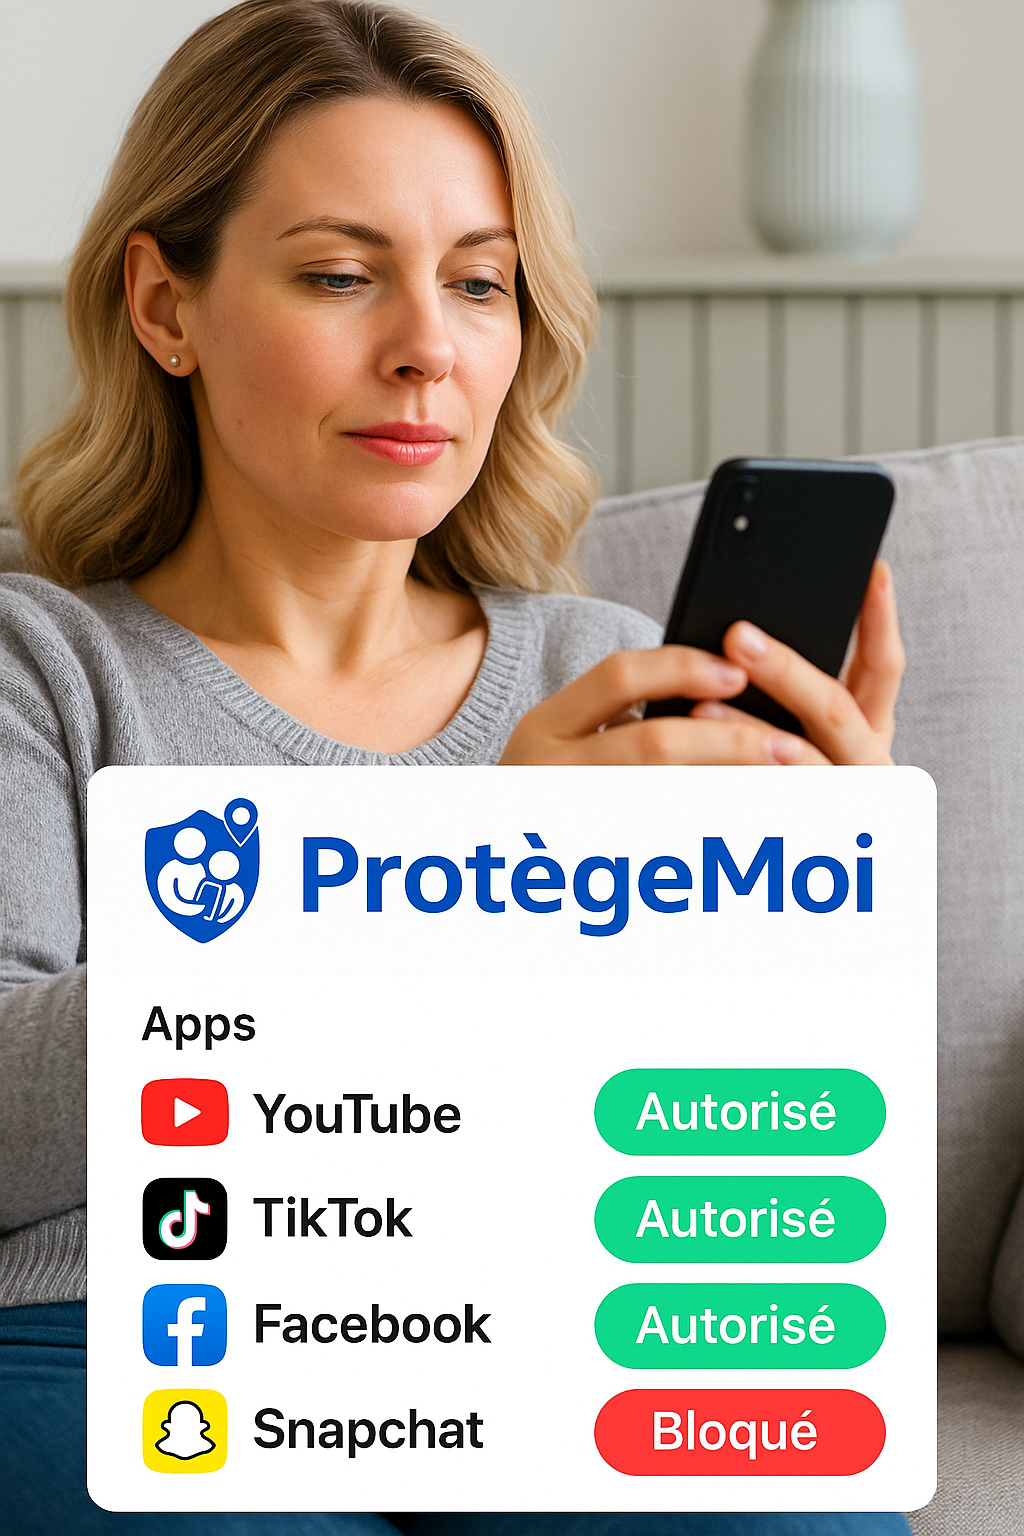 ProtègeMoi
Apps
YouTube Autorisé
TikTok Autorisé
Facebook Autorisé
Snapchat Bloqué